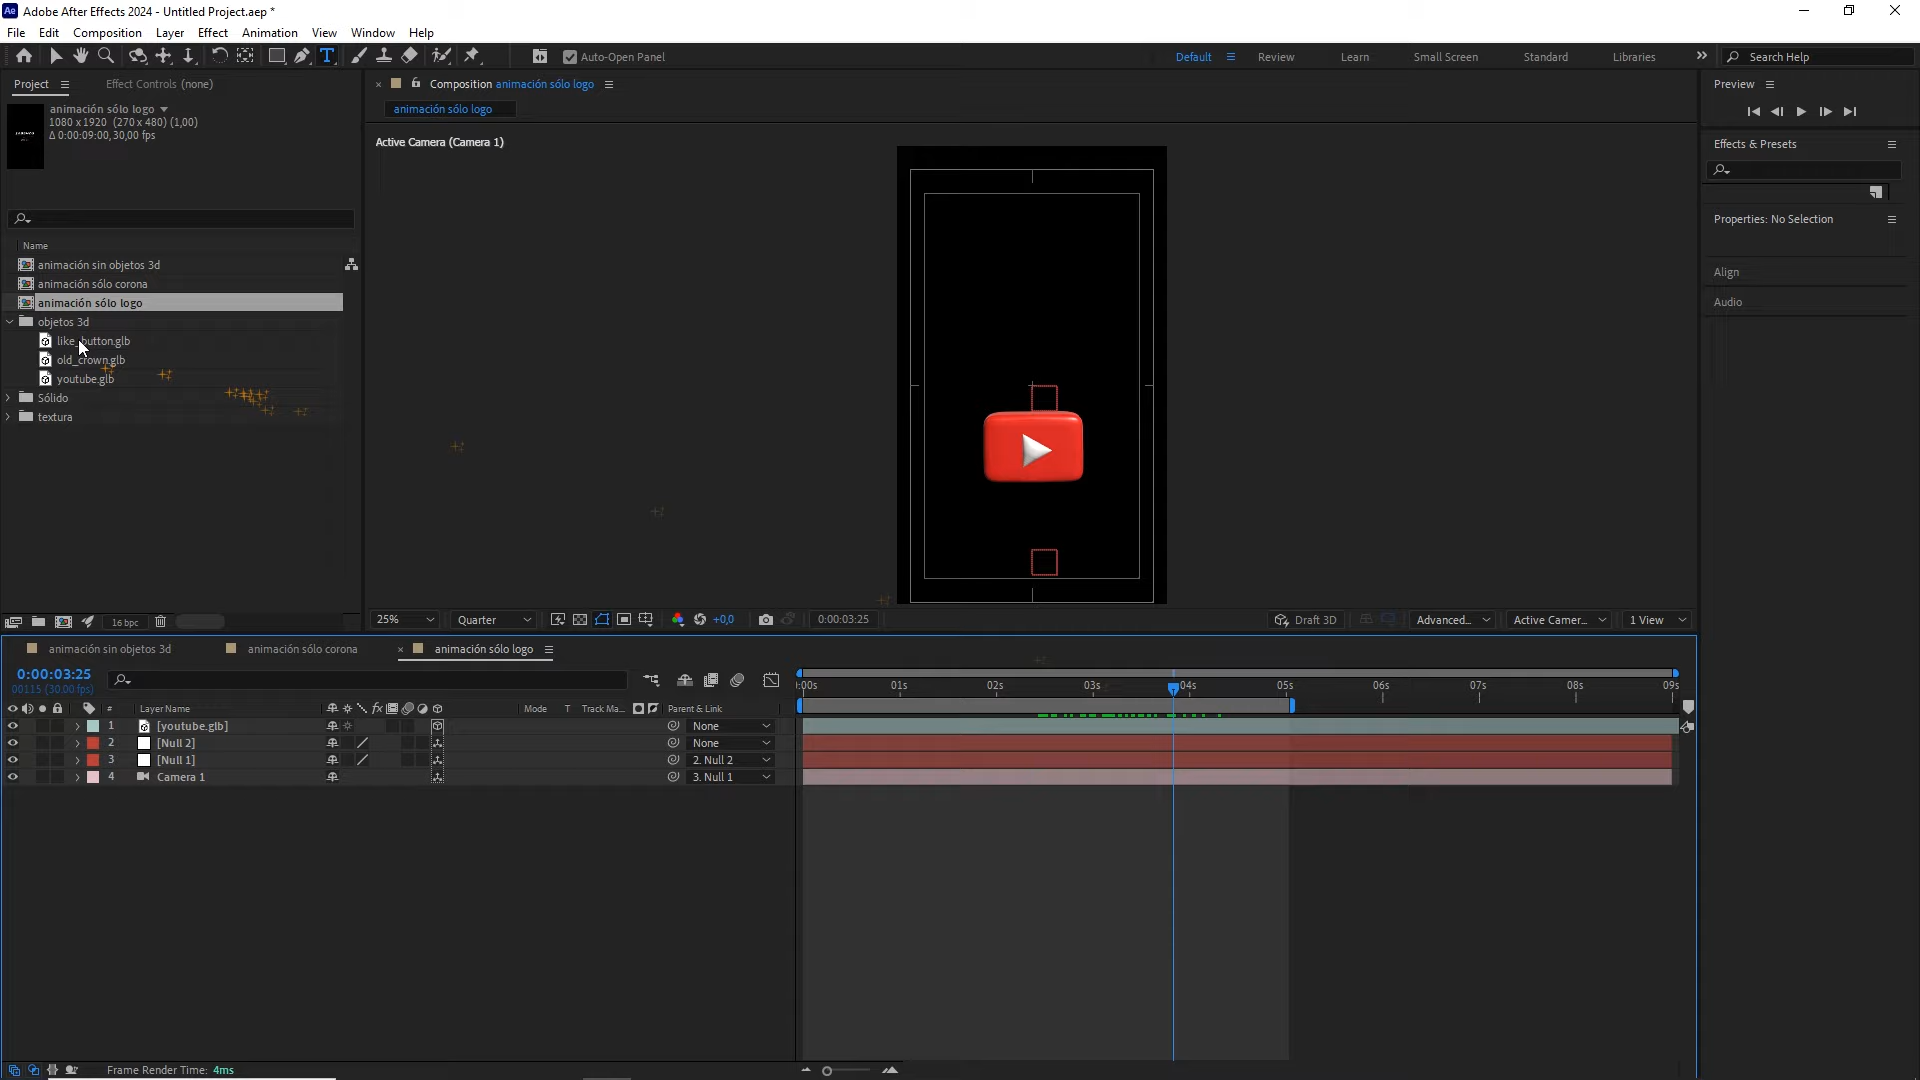 Ae Adobe After Effects 2024 - Untitled Project.aep *
File Edit Composition Layer Effect Animation View Window Help
T Auto-Open Panel Default Review Learn Small Screen Standard Libraries Search Help
Project Effect Controls (none) Composition animación sólo logo Preview
animación sólo logo
1080 x 1920 (270 x 480) (1,00)
Δ 0:00:09:00, 30,00 fps
animación sólo logo
Active Camera (Camera 1)
Effects & Presets
Properties: No Selection
Align
Audio
Name
animación sin objetos 3d
animación sólo corona
animación sólo logo
objetos 3d
like_button.glb
old_crown.glb
youtube.glb
Sólido
textura
16 bpc
25% Quarter +0,0 0:00:03:25 Draft 3D Advanced... Active Camer... 1 View
animación sin objetos 3d animación sólo corona animación sólo logo
0:00:03:25
00115 (30.00 fps)
:00s 01s 02s 03s 04s 05s 06s 07s 08s 09s
# Layer Name fx Mode T Track Ma... Parent & Link
1 [youtube.glb] None
2 [Null 2] None
3 [Null 1] 2. Null 2
4 Camera 1 3. Null 1
Frame Render Time: 4ms